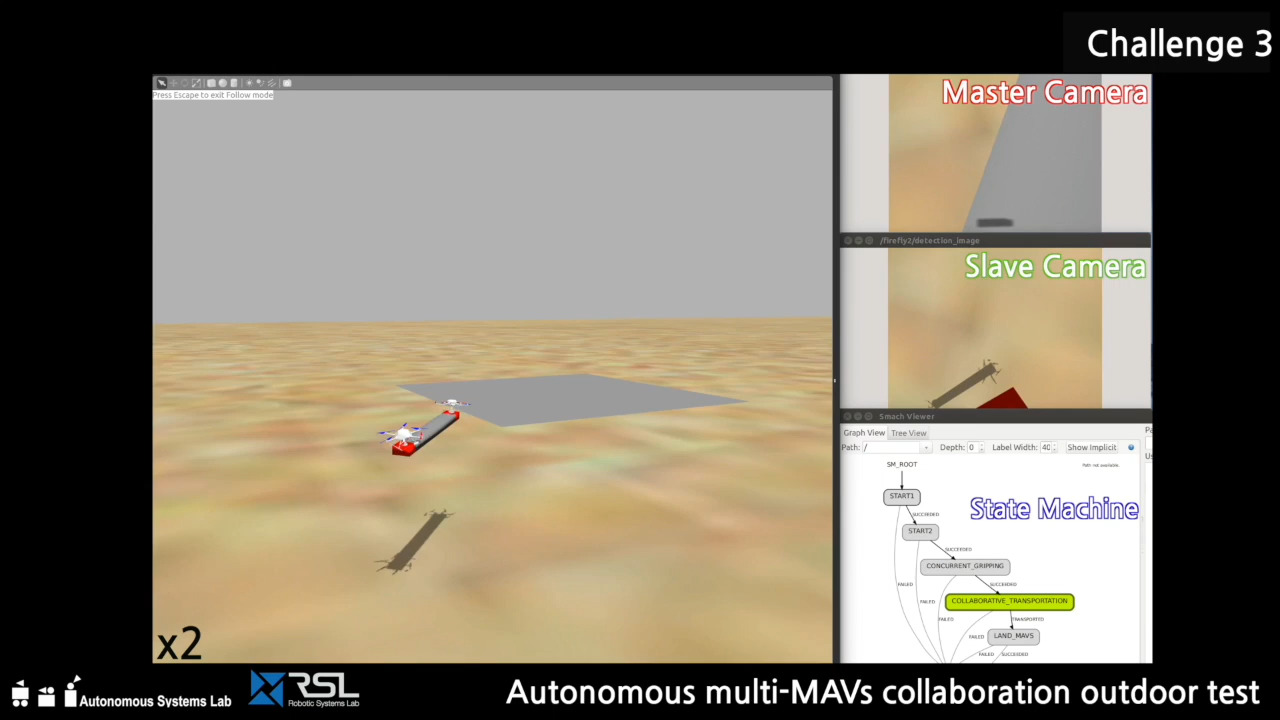 Challenge 3
Press Escape to exit Follow mode
Master Camera
/firefly2/detection_image
Slave Camera
Smach Viewer
Graph View
Tree View
Path: /
Depth: 0
Label Width: 40
Show Implicit
SM_ROOT
Path not available.
START1
State Machine
SUCCEEDED
START2
SUCCEEDED
CONCURRENT_GRIPPING
FAILED
SUCCEEDED
FAILED
COLLABORATIVE_TRANSPORTATION
FAILED
TRANSPORTED
FAILED
LAND_MAVS
FAILED
SUCCEEDED
x2
Autonomous Systems Lab
RSL
Robotic Systems Lab
Autonomous multi-MAVs collaboration outdoor test